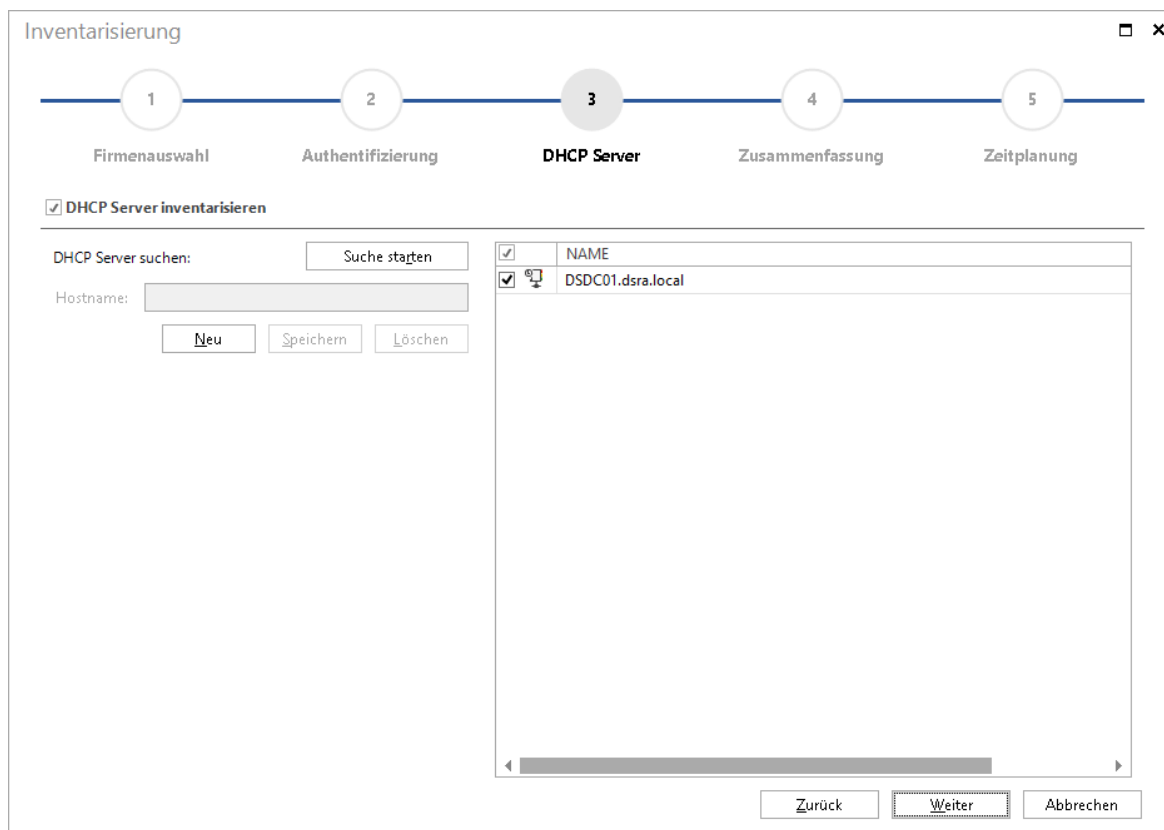 Inventarisierung
1 2 3 4 5
Firmenauswahl Authentifizierung DHCP Server Zusammenfassung Zeitplanung
DHCP Server inventarisieren
DHCP Server suchen: Suche starten
Hostname:
Neu Speichern Löschen
NAME
DSDC01.dsra.local
Zurück Weiter Abbrechen